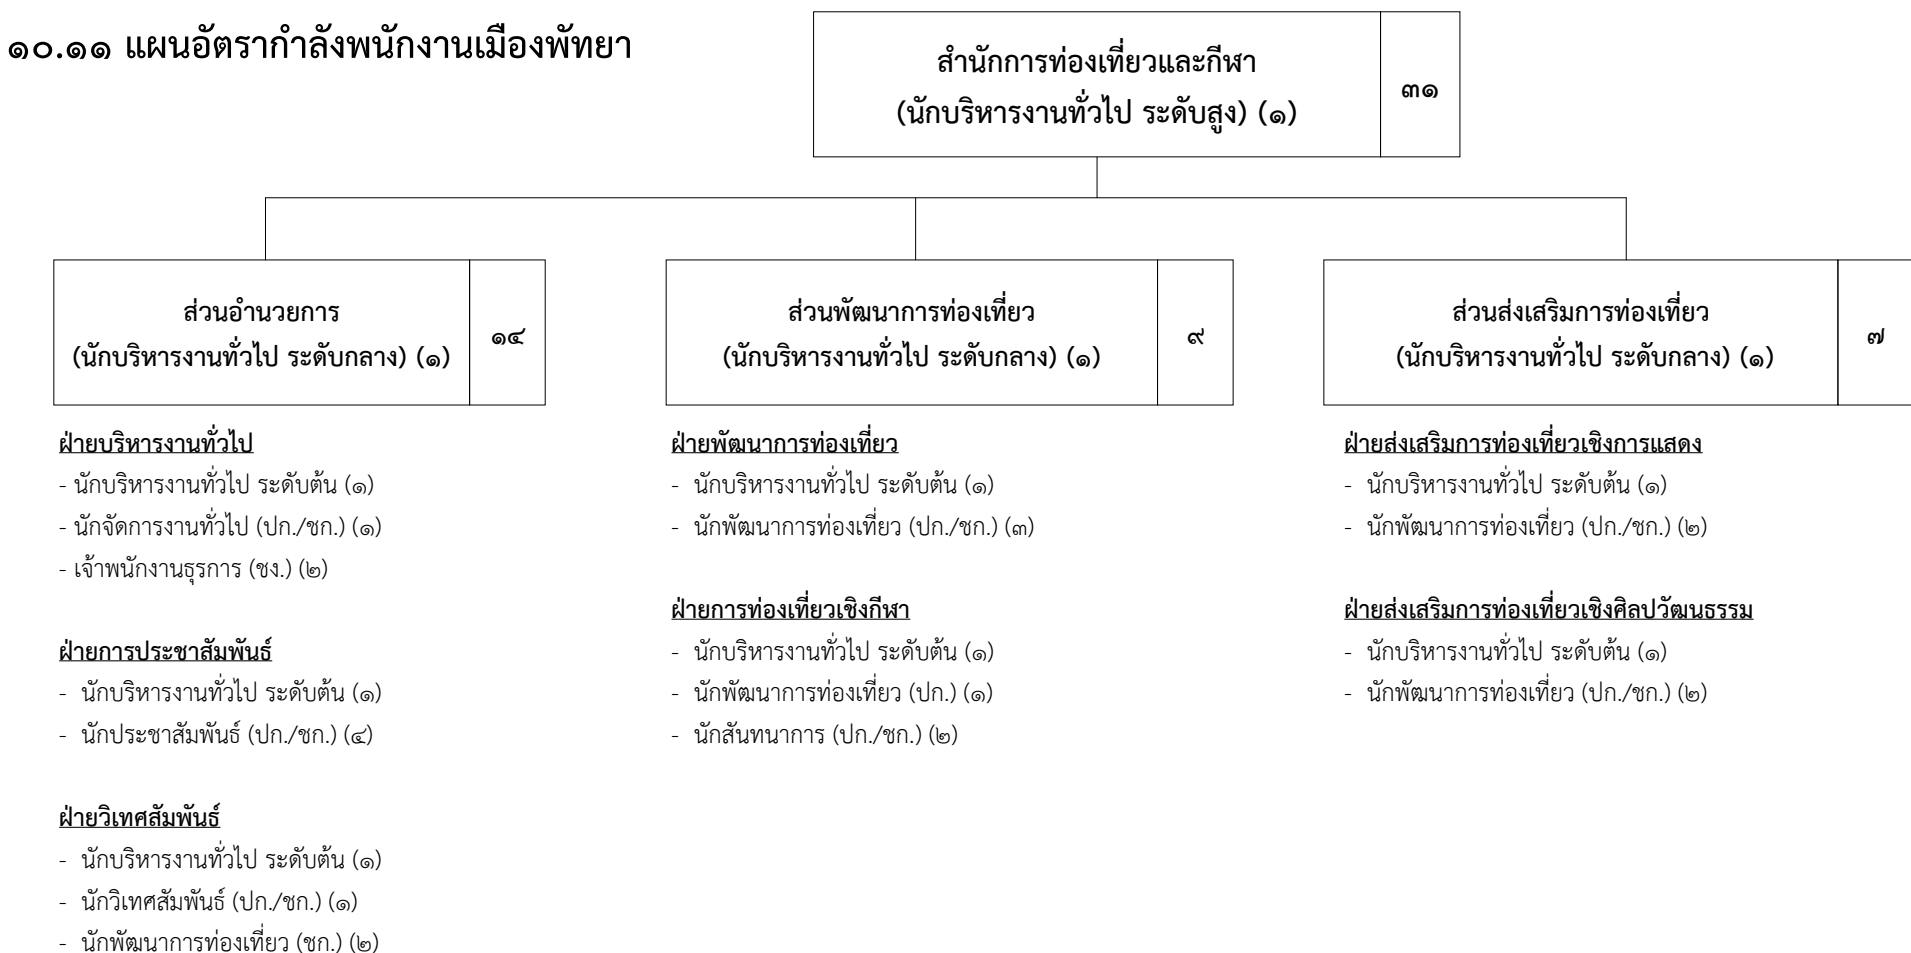 ๑๐.๑๑ แผนอัตรากำลังพนักงานเมืองพัทยา
สำนักการท่องเที่ยวและกีฬา
(นักบริหารงานทั่วไป ระดับสูง) (๑)
๓๑
ส่วนอำนวยการ
(นักบริหารงานทั่วไป ระดับกลาง) (๑)
๑๔
ฝ่ายบริหารงานทั่วไป
- นักบริหารงานทั่วไป ระดับต้น (๑)
- นักจัดการงานทั่วไป (ปก./ชก.) (๑)
- เจ้าพนักงานธุรการ (ชง.) (๒)
ฝ่ายการประชาสัมพันธ์
- นักบริหารงานทั่วไป ระดับต้น (๑)
- นักประชาสัมพันธ์ (ปก./ชก.) (๔)
ฝ่ายวิเทศสัมพันธ์
- นักบริหารงานทั่วไป ระดับต้น (๑)
- นักวิเทศสัมพันธ์ (ปก./ชก.) (๑)
- นักพัฒนาการท่องเที่ยว (ชก.) (๒)
ส่วนพัฒนาการท่องเที่ยว
(นักบริหารงานทั่วไป ระดับกลาง) (๑)
๙
ฝ่ายพัฒนาการท่องเที่ยว
- นักบริหารงานทั่วไป ระดับต้น (๑)
- นักพัฒนาการท่องเที่ยว (ปก./ชก.) (๓)
ฝ่ายการท่องเที่ยวเชิงกีฬา
- นักบริหารงานทั่วไป ระดับต้น (๑)
- นักพัฒนาการท่องเที่ยว (ปก.) (๑)
- นักสันทนาการ (ปก./ชก.) (๒)
ส่วนส่งเสริมการท่องเที่ยว
(นักบริหารงานทั่วไป ระดับกลาง) (๑)
๗
ฝ่ายส่งเสริมการท่องเที่ยวเชิงการแสดง
- นักบริหารงานทั่วไป ระดับต้น (๑)
- นักพัฒนาการท่องเที่ยว (ปก./ชก.) (๒)
ฝ่ายส่งเสริมการท่องเที่ยวเชิงศิลปวัฒนธรรม
- นักบริหารงานทั่วไป ระดับต้น (๑)
- นักพัฒนาการท่องเที่ยว (ปก./ชก.) (๒)